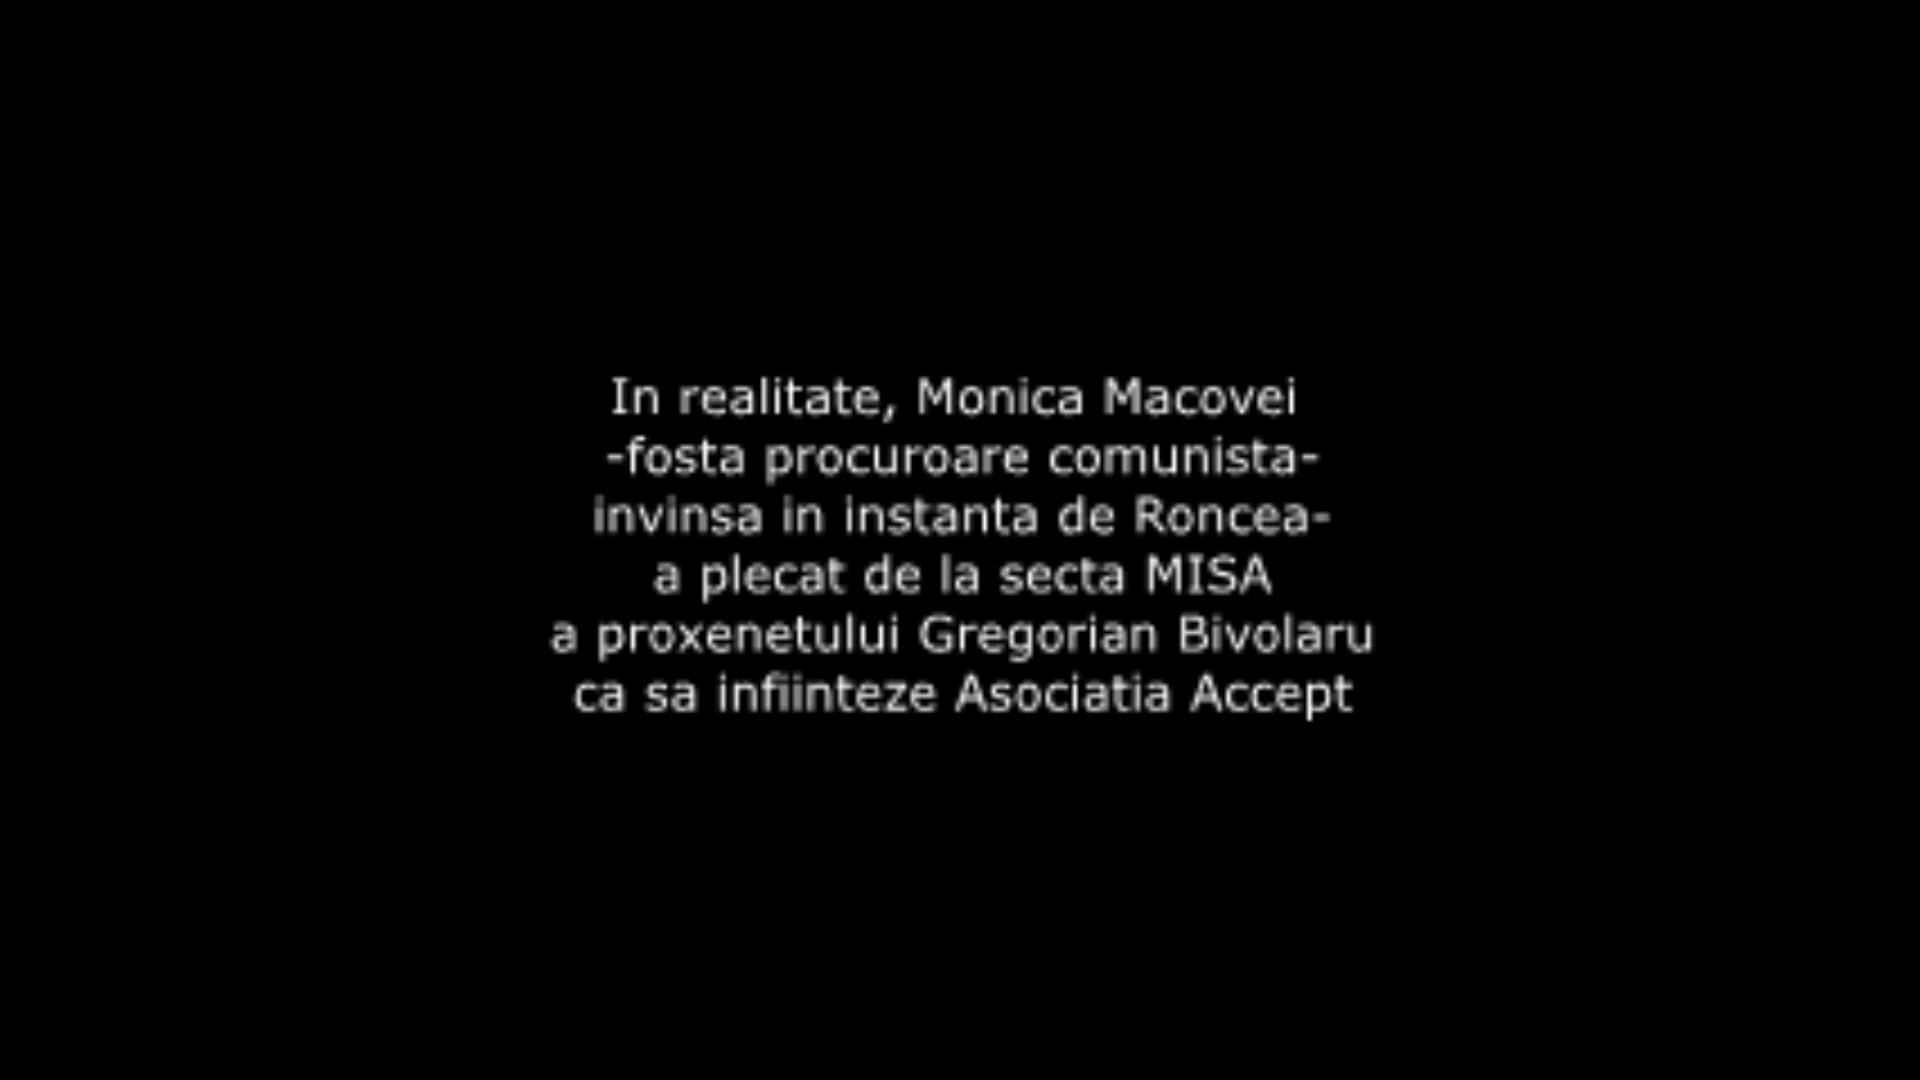 In realitate, Monica Macovei
-fosta procuroare comunista-
invinsa in instanta de Roncea-
a plecat de la secta MISA
a proxenetului Gregorian Bivolaru
ca sa infiinteze Asociatia Accept